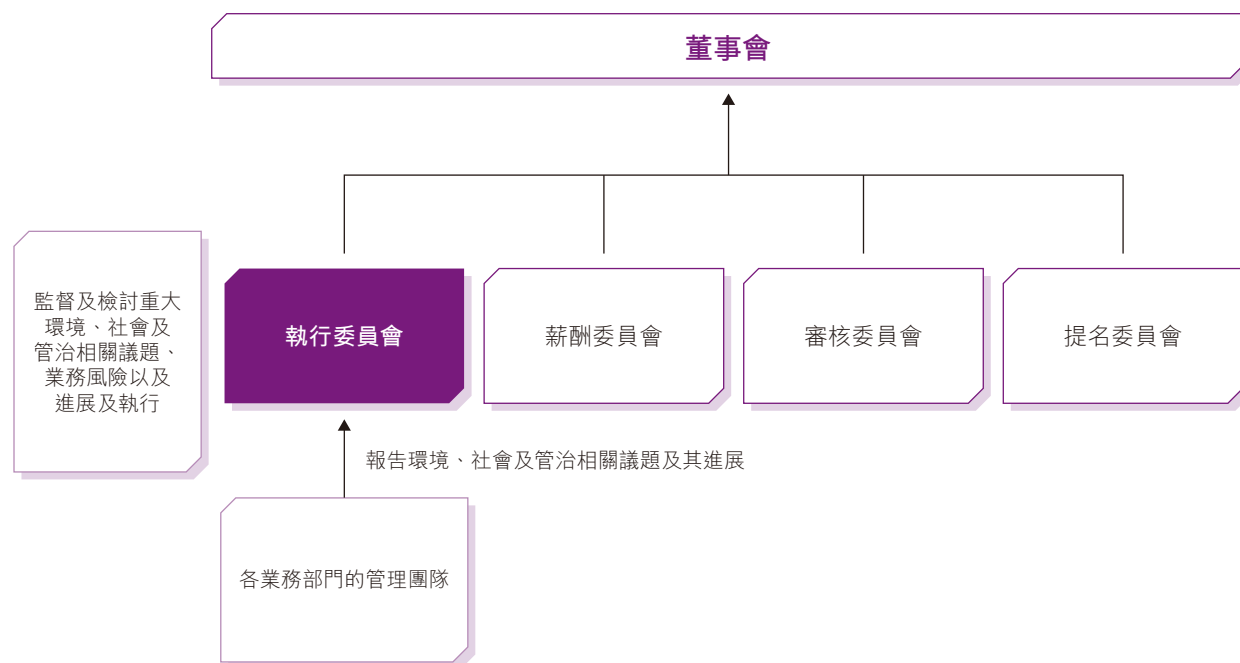 董事會
監督及檢討重大
環境、社會及
管治相關議題、
業務風險以及
進展及執行
執行委員會
薪酬委員會
審核委員會
提名委員會
報告環境、社會及管治相關議題及其進展
各業務部門的管理團隊